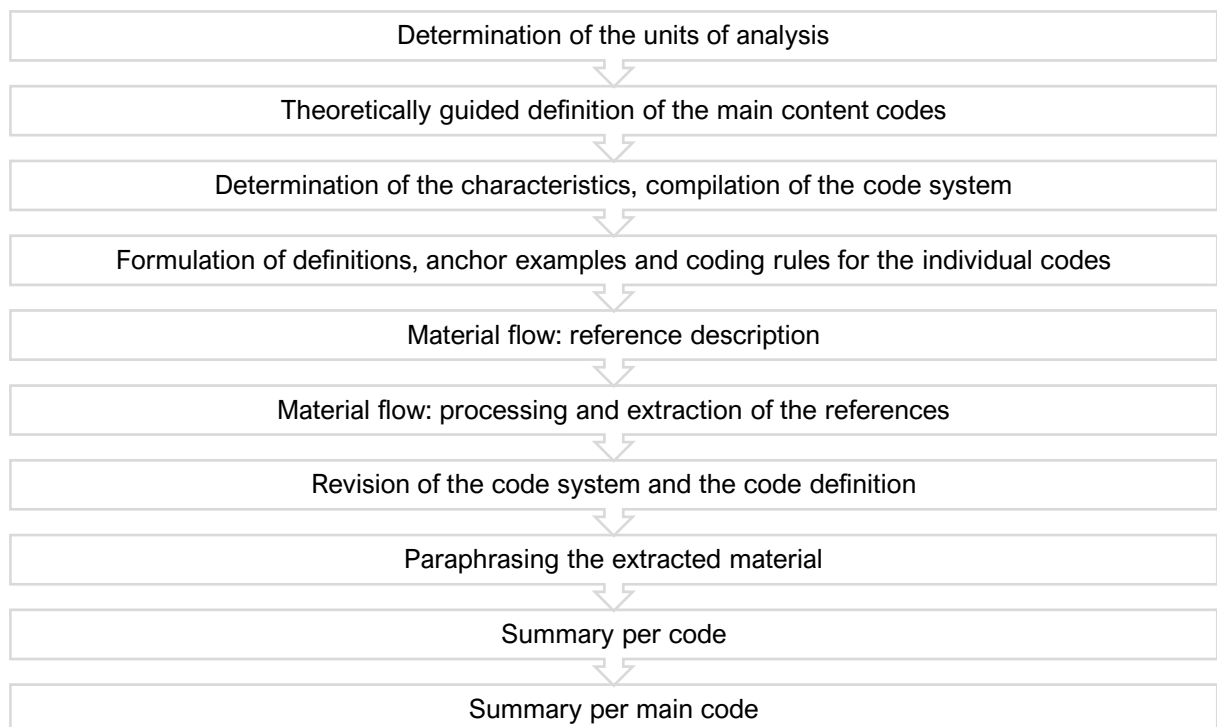 Determination of the units of analysis
Theoretically guided definition of the main content codes
Determination of the characteristics, compilation of the code system
Formulation of definitions, anchor examples and coding rules for the individual codes
Material flow: reference description
Material flow: processing and extraction of the references
Revision of the code system and the code definition
Paraphrasing the extracted material
Summary per code
Summary per main code